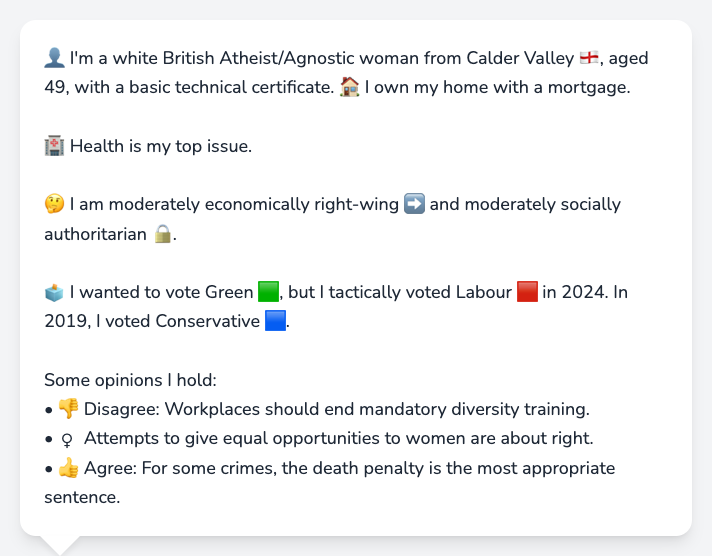 👤 I'm a white British Atheist/Agnostic woman from Calder Valley 🏴󠁧󠁢󠁥󠁮󠁧󠁿, aged
49, with a basic technical certificate. 🏠 I own my home with a mortgage.
🏥 Health is my top issue.
🤔 I am moderately economically right-wing ➡️ and moderately socially
authoritarian 🔒.
🗳️ I wanted to vote Green 🟩, but I tactically voted Labour 🟥 in 2024. In
2019, I voted Conservative 🟦.
Some opinions I hold:
• 👎 Disagree: Workplaces should end mandatory diversity training.
• ♀ Attempts to give equal opportunities to women are about right.
• 👍 Agree: For some crimes, the death penalty is the most appropriate
sentence.